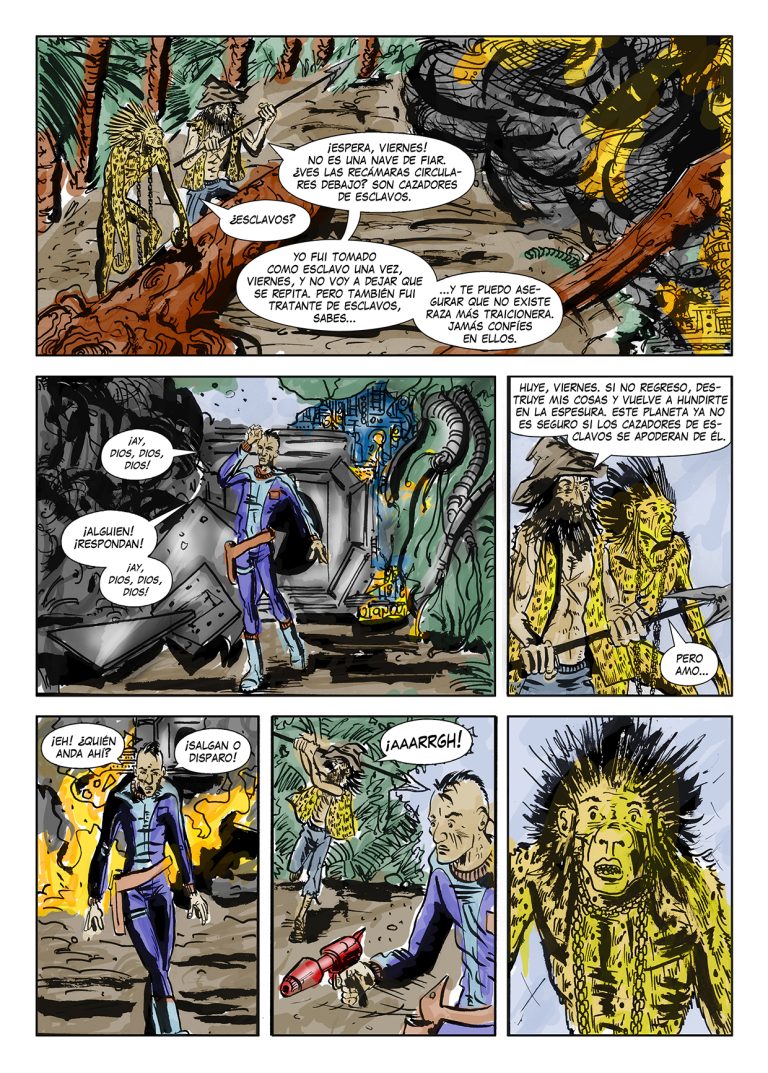 ¡ESPERA, VIERNES!
NO ES UNA NAVE DE FIAR.
¿VES LAS RECÁMARAS CIRCULA-
RES DEBAJO? SON CAZADORES
DE ESCLAVOS.
¿ESCLAVOS?
YO FUI TOMADO
COMO ESCLAVO UNA VEZ,
VIERNES, Y NO VOY A DEJAR QUE
SE REPITA. PERO TAMBIÉN FUI
TRATANTE DE ESCLAVOS,
SABES...
...Y TE PUEDO ASE-
GURAR QUE NO EXISTE
RAZA MÁS TRAICIONERA.
JAMÁS CONFÍES
EN ELLOS.
¡AY,
DIOS, DIOS,
DIOS!
¡ALGUIEN!
¡RESPONDAN!
¡AY,
DIOS, DIOS,
DIOS!
HUYE, VIERNES. SI NO REGRESO, DES-
TRUYE MIS COSAS Y VUELVE A HUNDIRTE
EN LA ESPESURA. ESTE PLANETA YA NO
ES SEGURO SI LOS CAZADORES DE ES-
CLAVOS SE APODERAN DE ÉL.
PERO
AMO...
¡EH! ¿QUIÉN
ANDA AHÍ?
¡SALGAN O
DISPARO!
¡AAARRGH!